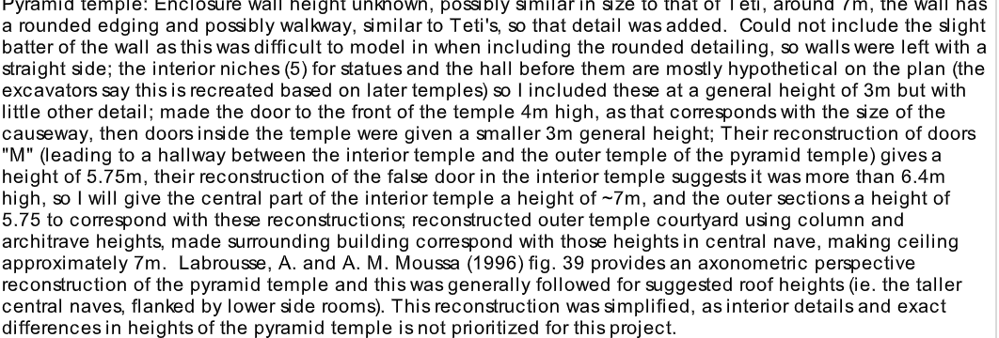 Pyramid temple: Enclosure wall height unknown, possibly similar in size to that of Teti, around 7m, the wall has
a rounded edging and possibly walkway, similar to Teti's, so that detail was added.  Could not include the slight
batter of the wall as this was difficult to model in when including the rounded detailing, so walls were left with a
straight side; the interior niches (5) for statues and the hall before them are mostly hypothetical on the plan (the
excavators say this is recreated based on later temples) so I included these at a general height of 3m but with
little other detail; made the door to the front of the temple 4m high, as that corresponds with the size of the
causeway, then doors inside the temple were given a smaller 3m general height; Their reconstruction of doors
"M" (leading to a hallway between the interior temple and the outer temple of the pyramid temple) gives a
height of 5.75m, their reconstruction of the false door in the interior temple suggests it was more than 6.4m
high, so I will give the central part of the interior temple a height of ~7m, and the outer sections a height of
5.75 to correspond with these reconstructions; reconstructed outer temple courtyard using column and
architrave heights, made surrounding building correspond with those heights in central nave, making ceiling
approximately 7m.  Labrousse, A. and A. M. Moussa (1996) fig. 39 provides an axonometric perspective
reconstruction of the pyramid temple and this was generally followed for suggested roof heights (ie. the taller
central naves, flanked by lower side rooms). This reconstruction was simplified, as interior details and exact
differences in heights of the pyramid temple is not prioritized for this project.